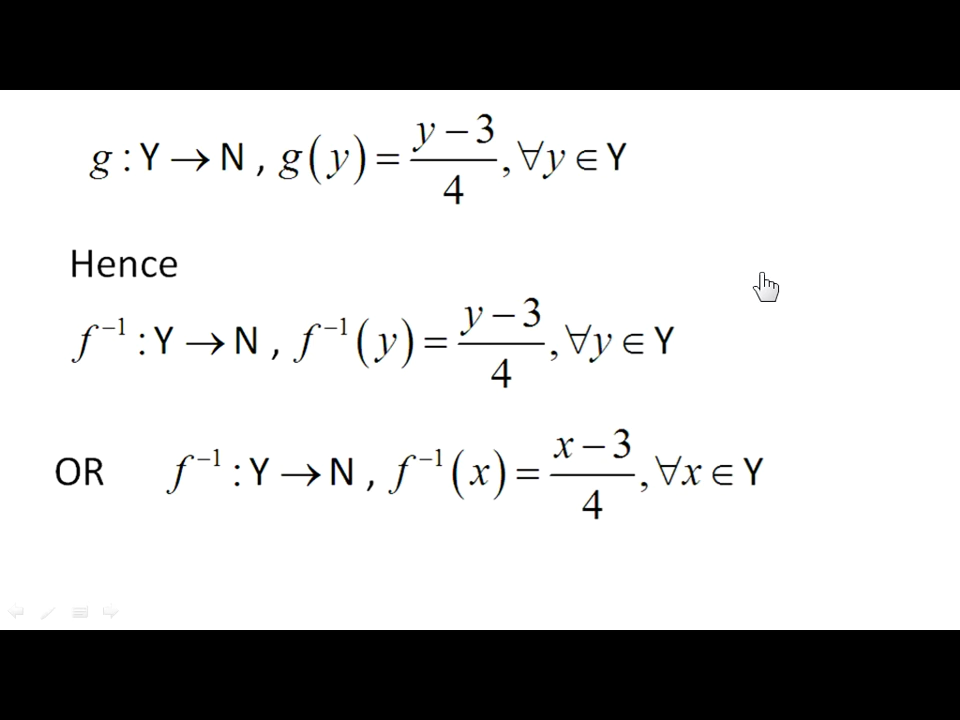 g : Y → N , g(y) = (y − 3)/4 , ∀y ∈ Y
Hence
f⁻¹ : Y → N , f⁻¹(y) = (y − 3)/4 , ∀y ∈ Y
OR f⁻¹ : Y → N , f⁻¹(x) = (x − 3)/4 , ∀x ∈ Y